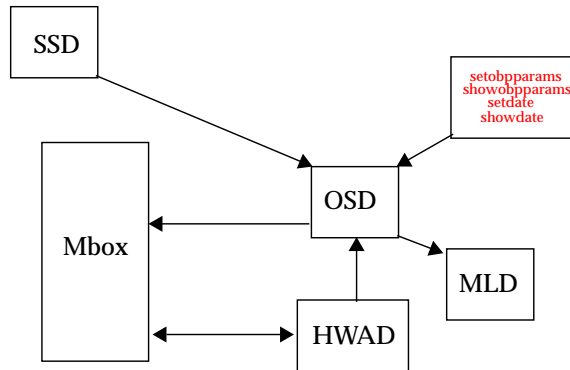 SSD
setobpparams
showobpparams
setdate
showdate
OSD
Mbox
MLD
HWAD